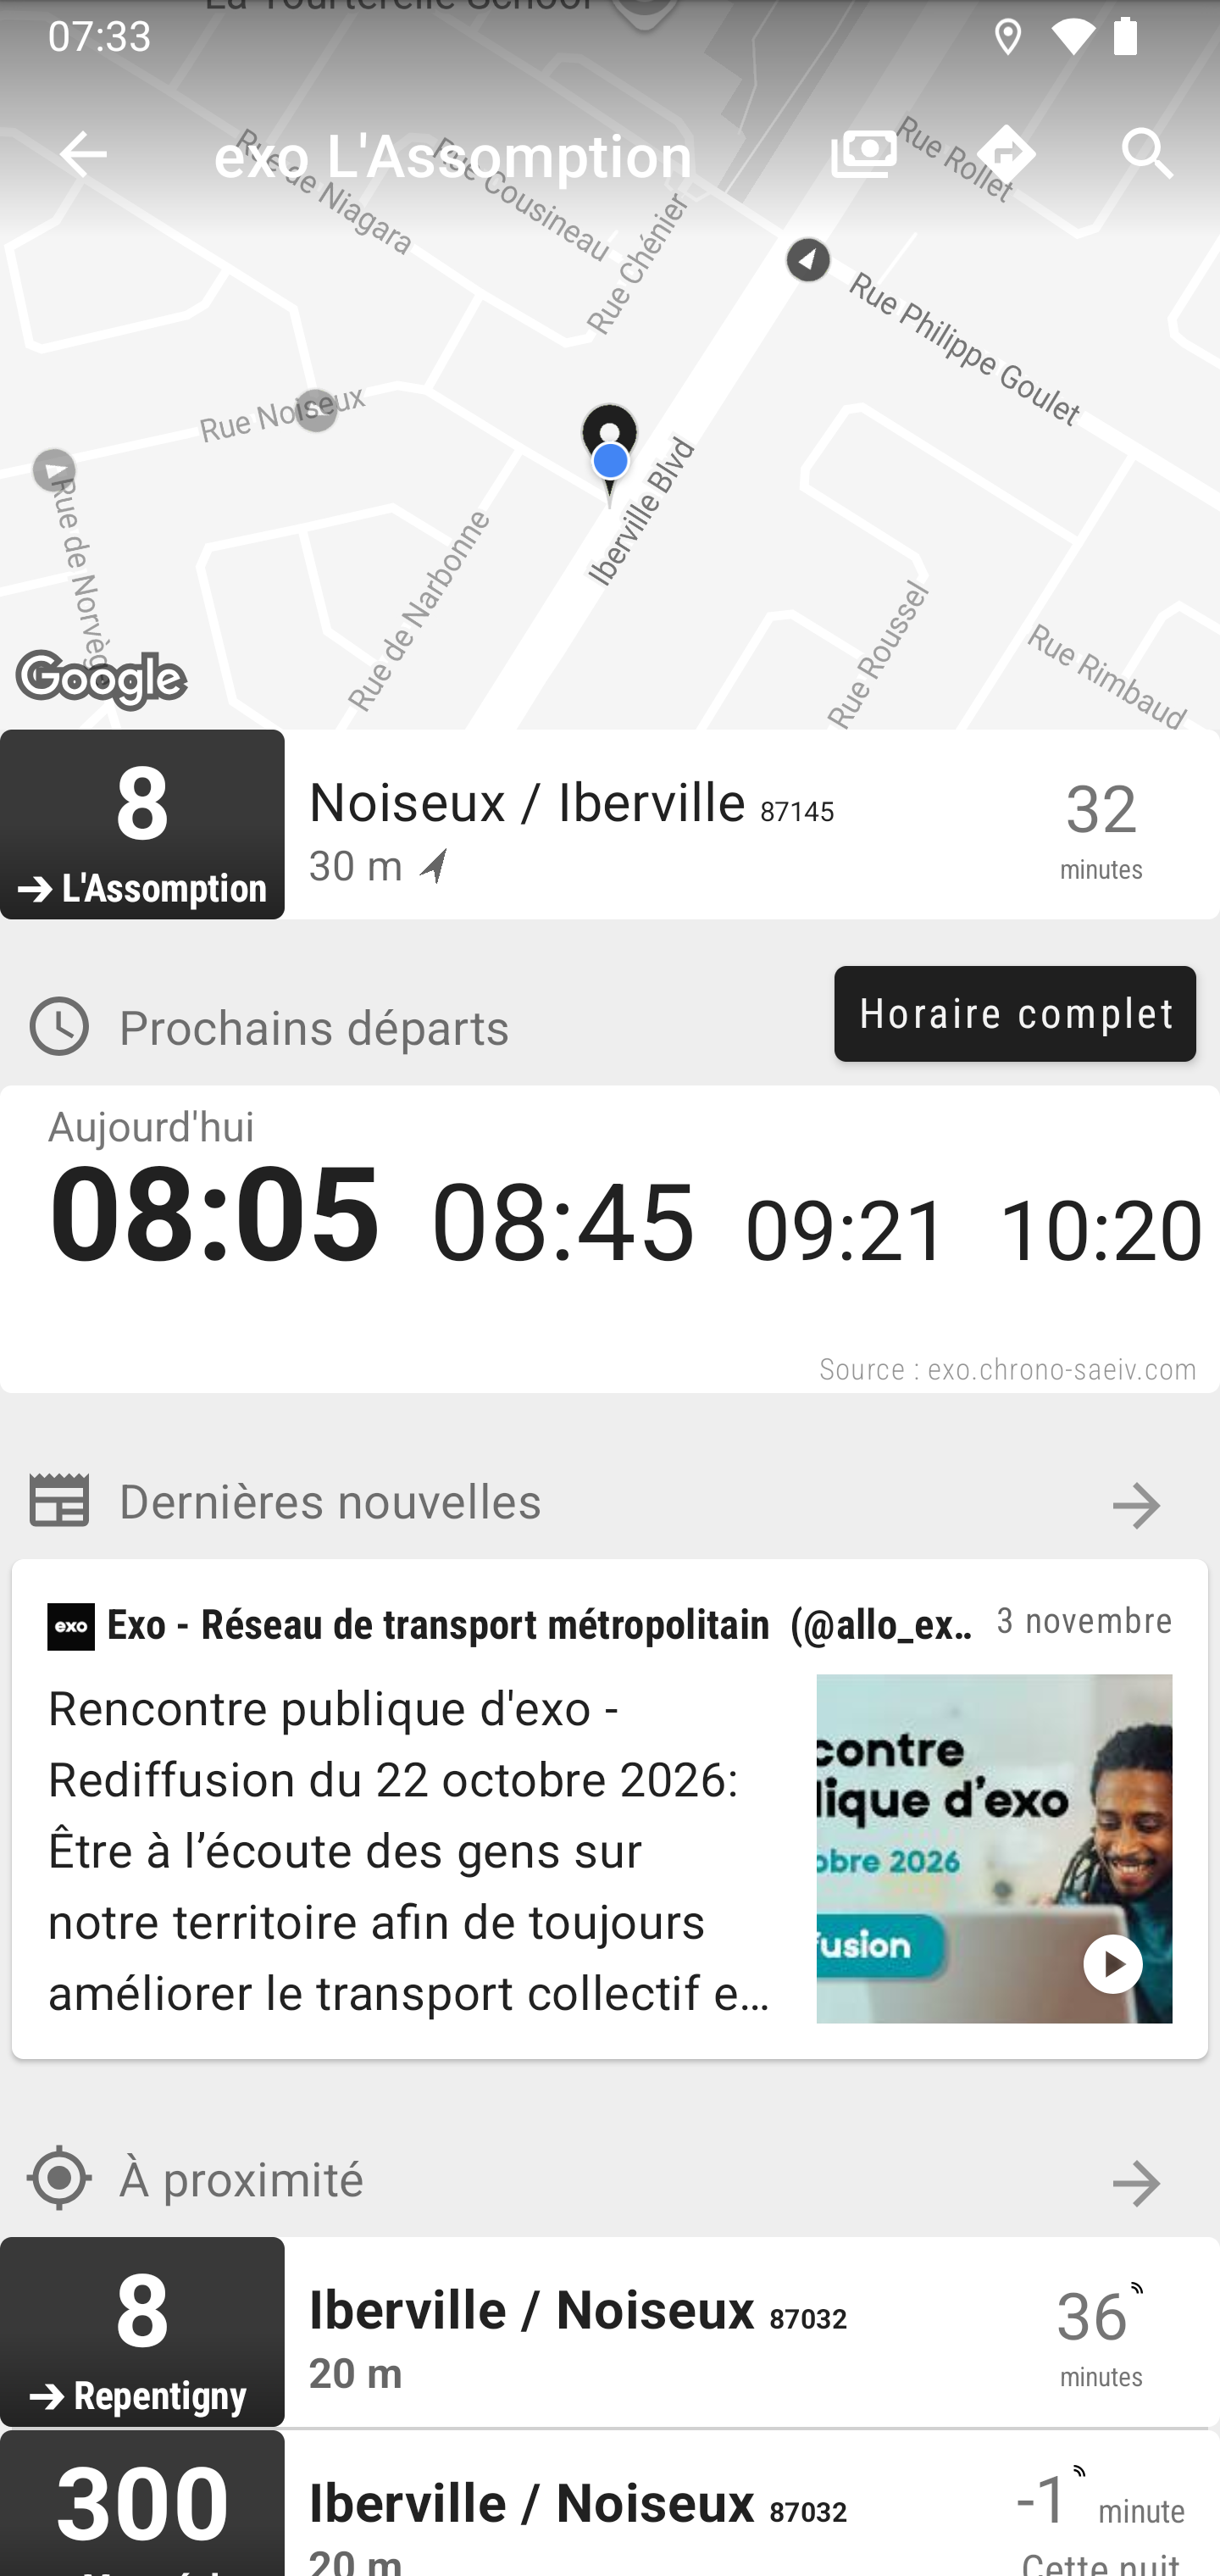 La Tourterelle School
07:33
exo L'Assomption
Rue de Niagara
Rue Cousineau
Rue Chénier
Rue Rollet
Rue Philippe Goulet
Rue Noiseux
Iberville Blvd
Rue de Narbonne
Rue Roussel
Rue Rimbaud
Google
8
→ L'Assomption
Noiseux / Iberville 87145
30 m
32
minutes
Prochains départs
Horaire complet
Aujourd'hui
08:05 08:45 09:21 10:20
Source : exo.chrono-saeiv.com
Dernières nouvelles
exo
Exo - Réseau de transport métropolitain (@allo_ex… 3 novembre
Rencontre publique d'exo -
Rediffusion du 22 octobre 2026:
Être à l’écoute des gens sur
notre territoire afin de toujours
améliorer le transport collectif e…
contre
lique d'exo
obre 2026
fusion
À proximité
8
→ Repentigny
Iberville / Noiseux 87032
20 m
36
minutes
300
Iberville / Noiseux 87032
20 m
-1 minute
Cette nuit